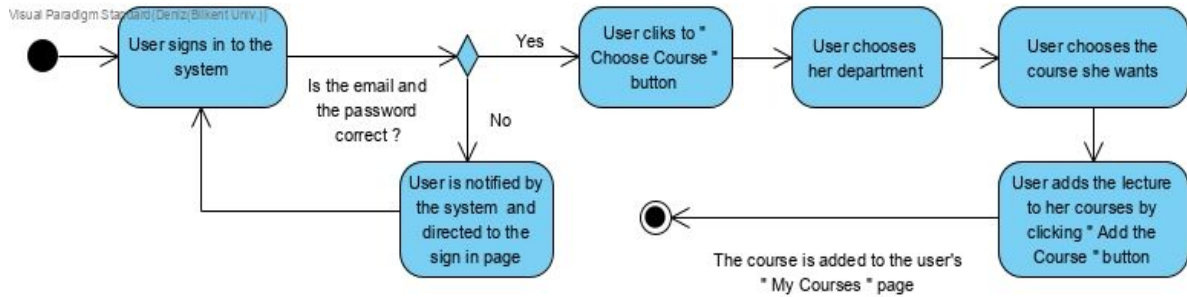 Visual Paradigm Standard(Deniz(Bilkent Univ.))
User signs in to the
system
Is the email and
the password
correct ?
Yes
No
User is notified by
the system and
directed to the
sign in page
User cliks to "
Choose Course "
button
User chooses
her department
User chooses the
course she wants
User adds the lecture
to her courses by
clicking " Add the
Course " button
The course is added to the user's
" My Courses " page